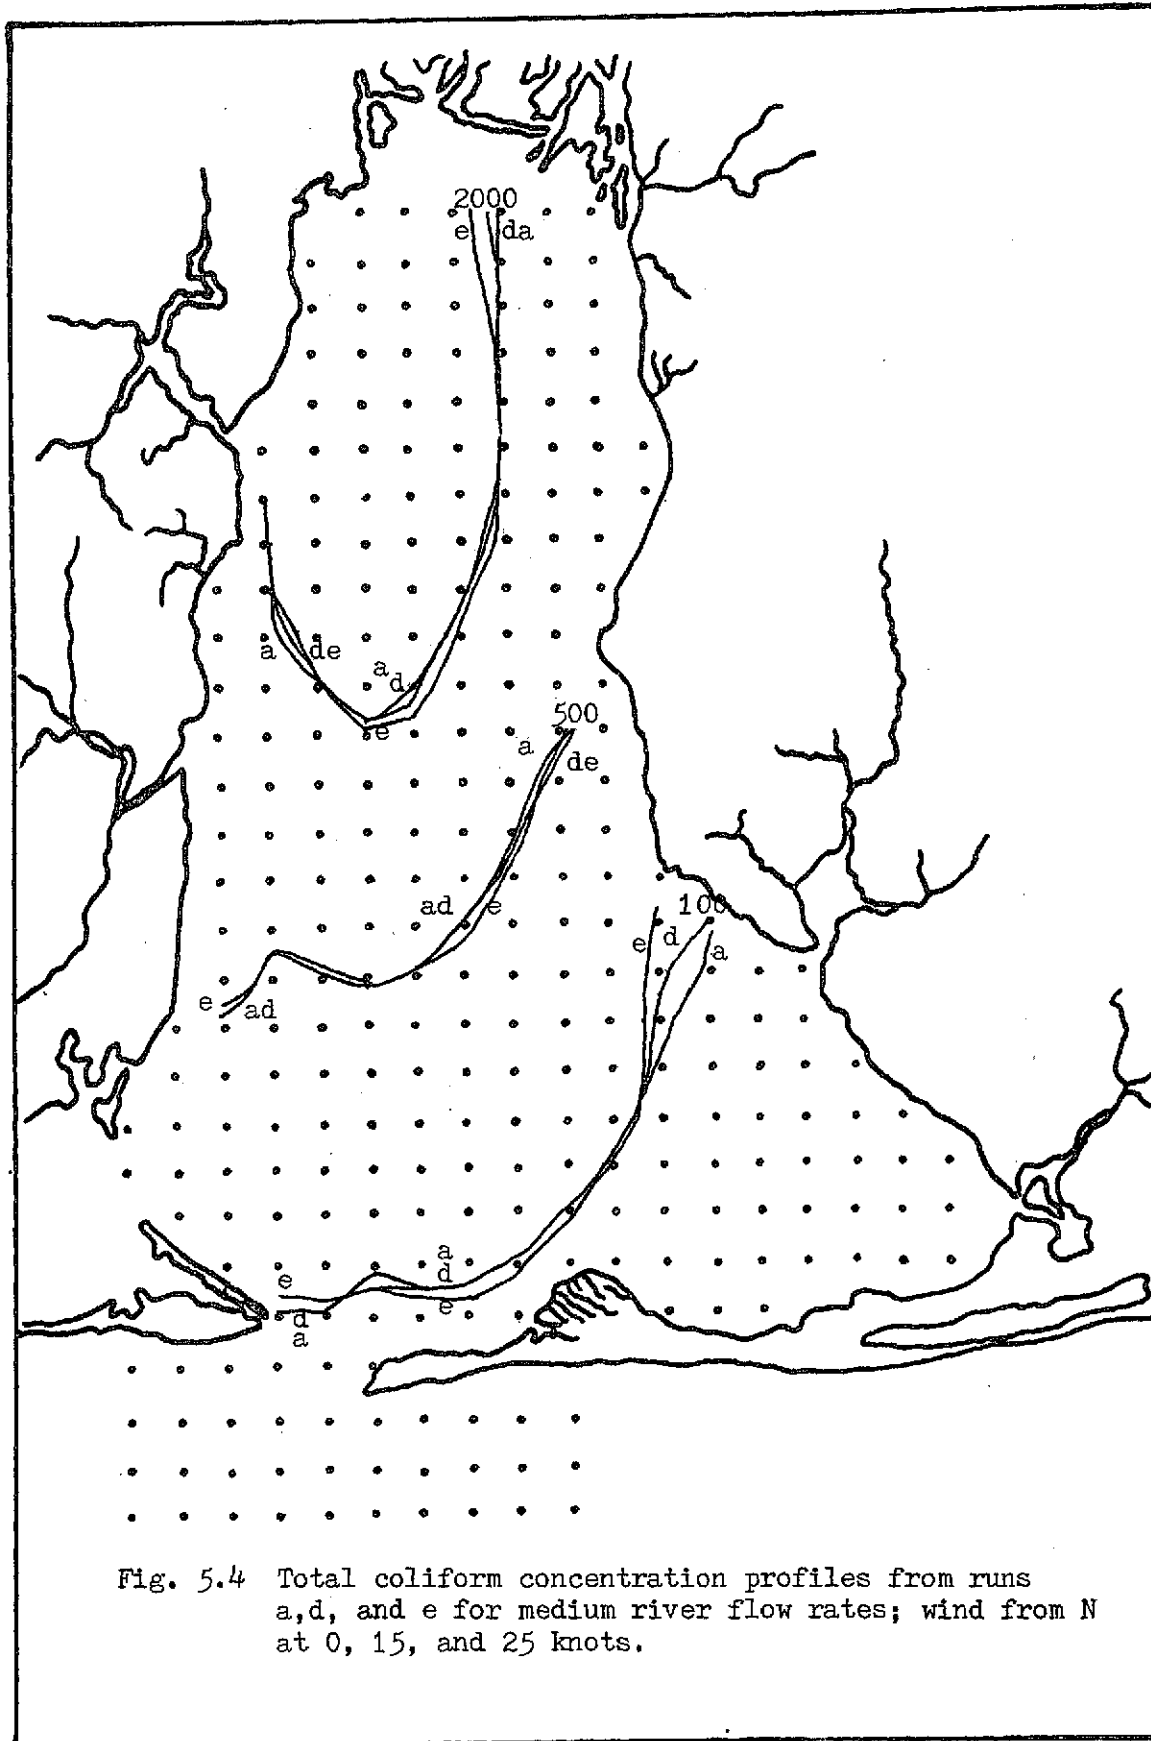 2000
e da
a de
a
d
e
500
a
de
ad e
100
e d
a
e ad
a
e d
d e
a
Fig. 5.4 Total coliform concentration profiles from runs
a,d, and e for medium river flow rates; wind from N
at 0, 15, and 25 knots.